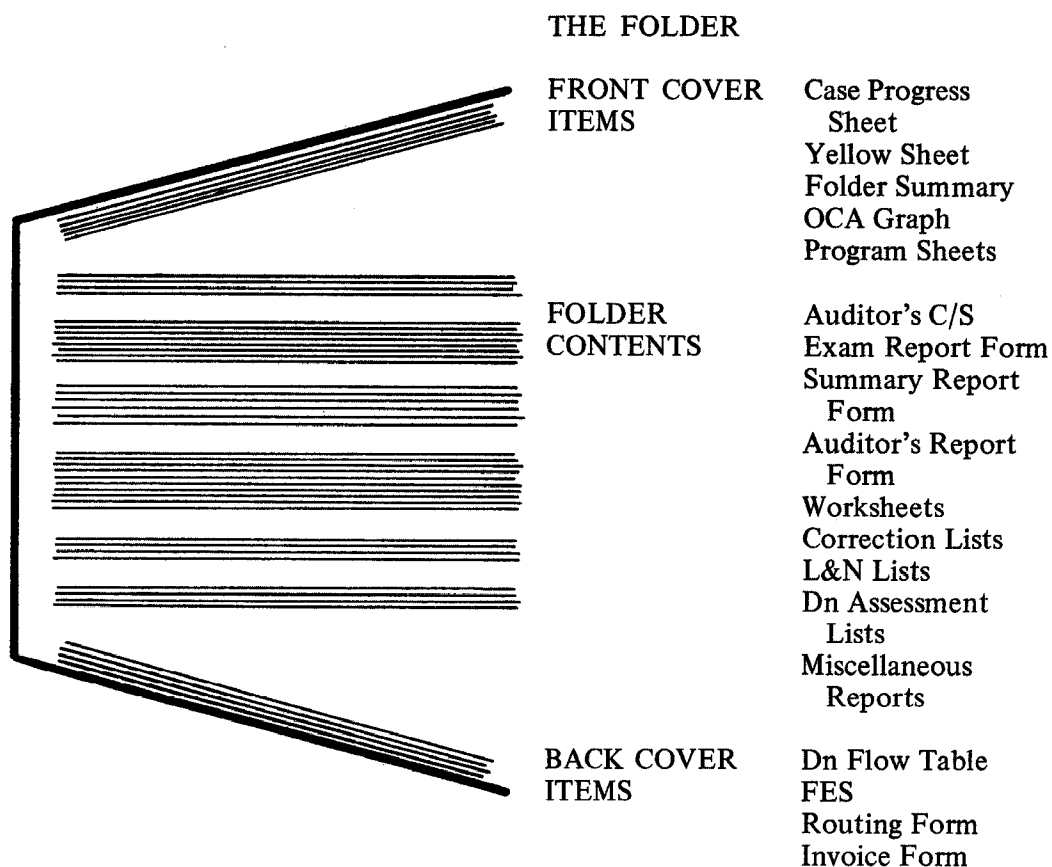 THE FOLDER
FRONT COVER
ITEMS
Case Progress
Sheet
Yellow Sheet
Folder Summary
OCA Graph
Program Sheets
FOLDER
CONTENTS
Auditor's C/S
Exam Report Form
Summary Report
Form
Auditor's Report
Form
Worksheets
Correction Lists
L&N Lists
Dn Assessment
Lists
Miscellaneous
Reports
BACK COVER
ITEMS
Dn Flow Table
FES
Routing Form
Invoice Form